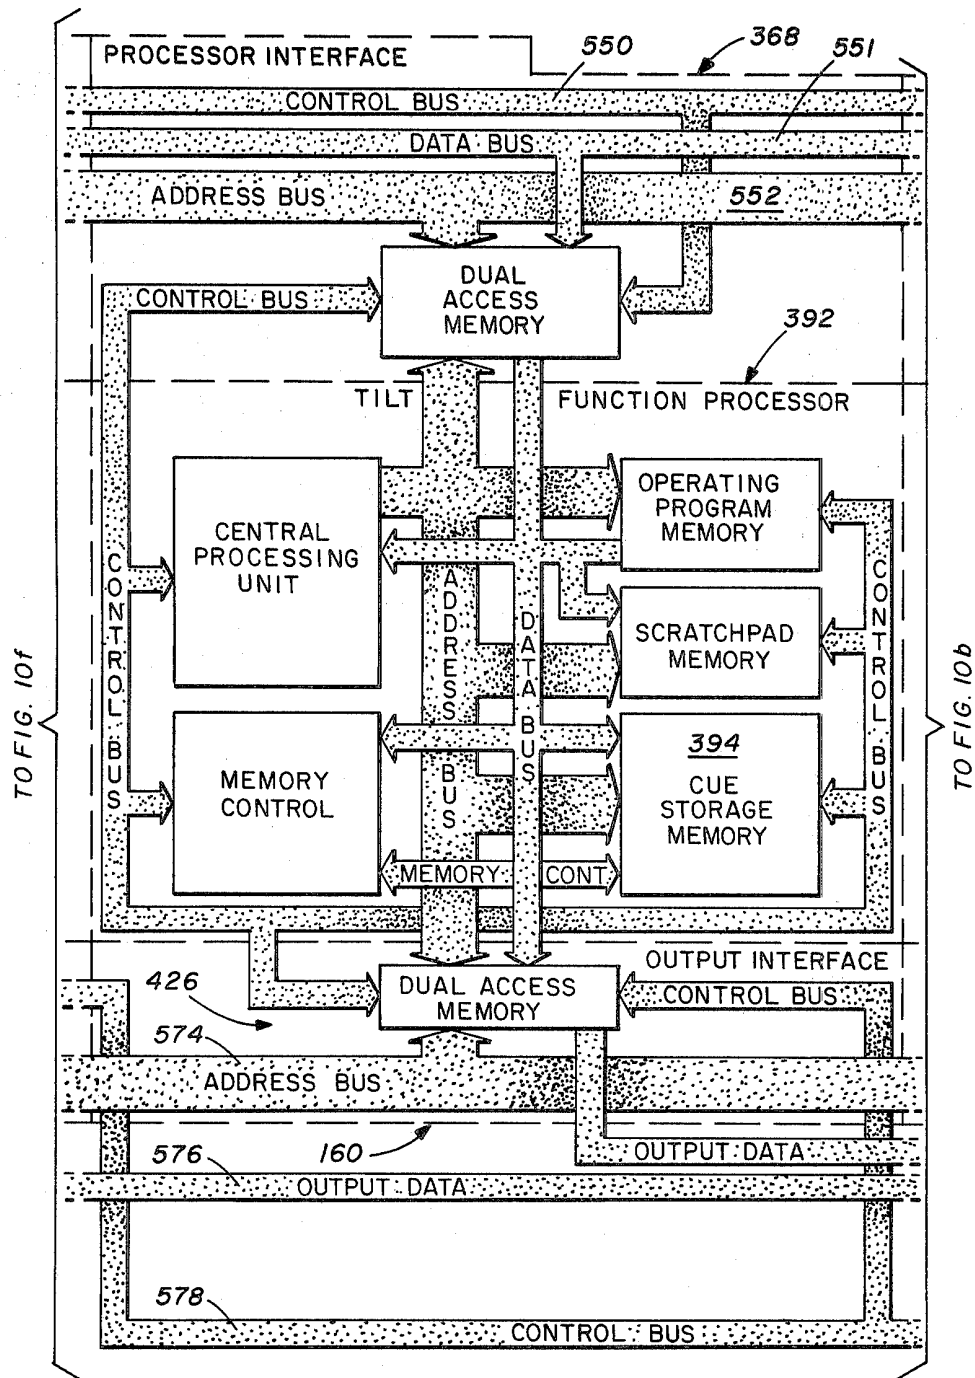 368
PROCESSOR INTERFACE
550
551
CONTROL BUS
DATA BUS
ADDRESS BUS
552
DUAL
ACCESS
MEMORY
CONTROL BUS
392
TILT
FUNCTION PROCESSOR
CENTRAL
PROCESSING
UNIT
OPERATING
PROGRAM
MEMORY
SCRATCHPAD
MEMORY
CONTROL BUS
ADDRESS BUS
DATA BUS
CONTROL BUS
MEMORY
CONTROL
394
CUE
STORAGE
MEMORY
MEMORY CONT.
TO FIG. 10f
TO FIG. 10b
OUTPUT INTERFACE
DUAL ACCESS
MEMORY
CONTROL BUS
426
574
ADDRESS BUS
160
OUTPUT DATA
576
OUTPUT DATA
578
CONTROL BUS